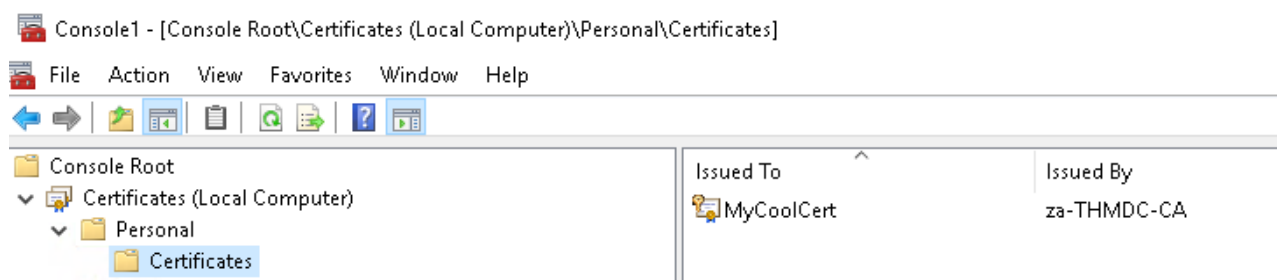 Console1 - [Console Root\Certificates (Local Computer)\Personal\Certificates]
File Action View Favorites Window Help
Console Root
Certificates (Local Computer)
Personal
Certificates
Issued To Issued By
MyCoolCert za-THMDC-CA